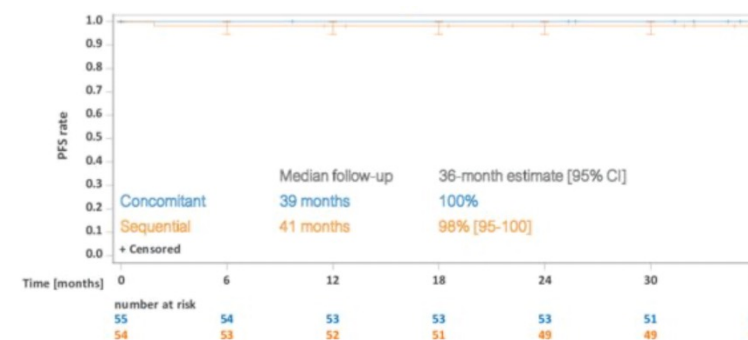 1.0
0.9
0.8
0.7
0.6
0.5
0.4
0.3
0.2
0.1
0.0
PFS rate
Median follow-up 36-month estimate [95% CI]
Concomitant 39 months 100%
Sequential 41 months 98% [95-100]
+ Censored
Time [months] 0 6 12 18 24 30
number at risk
55 54 53 53 53 51
54 53 52 51 49 49